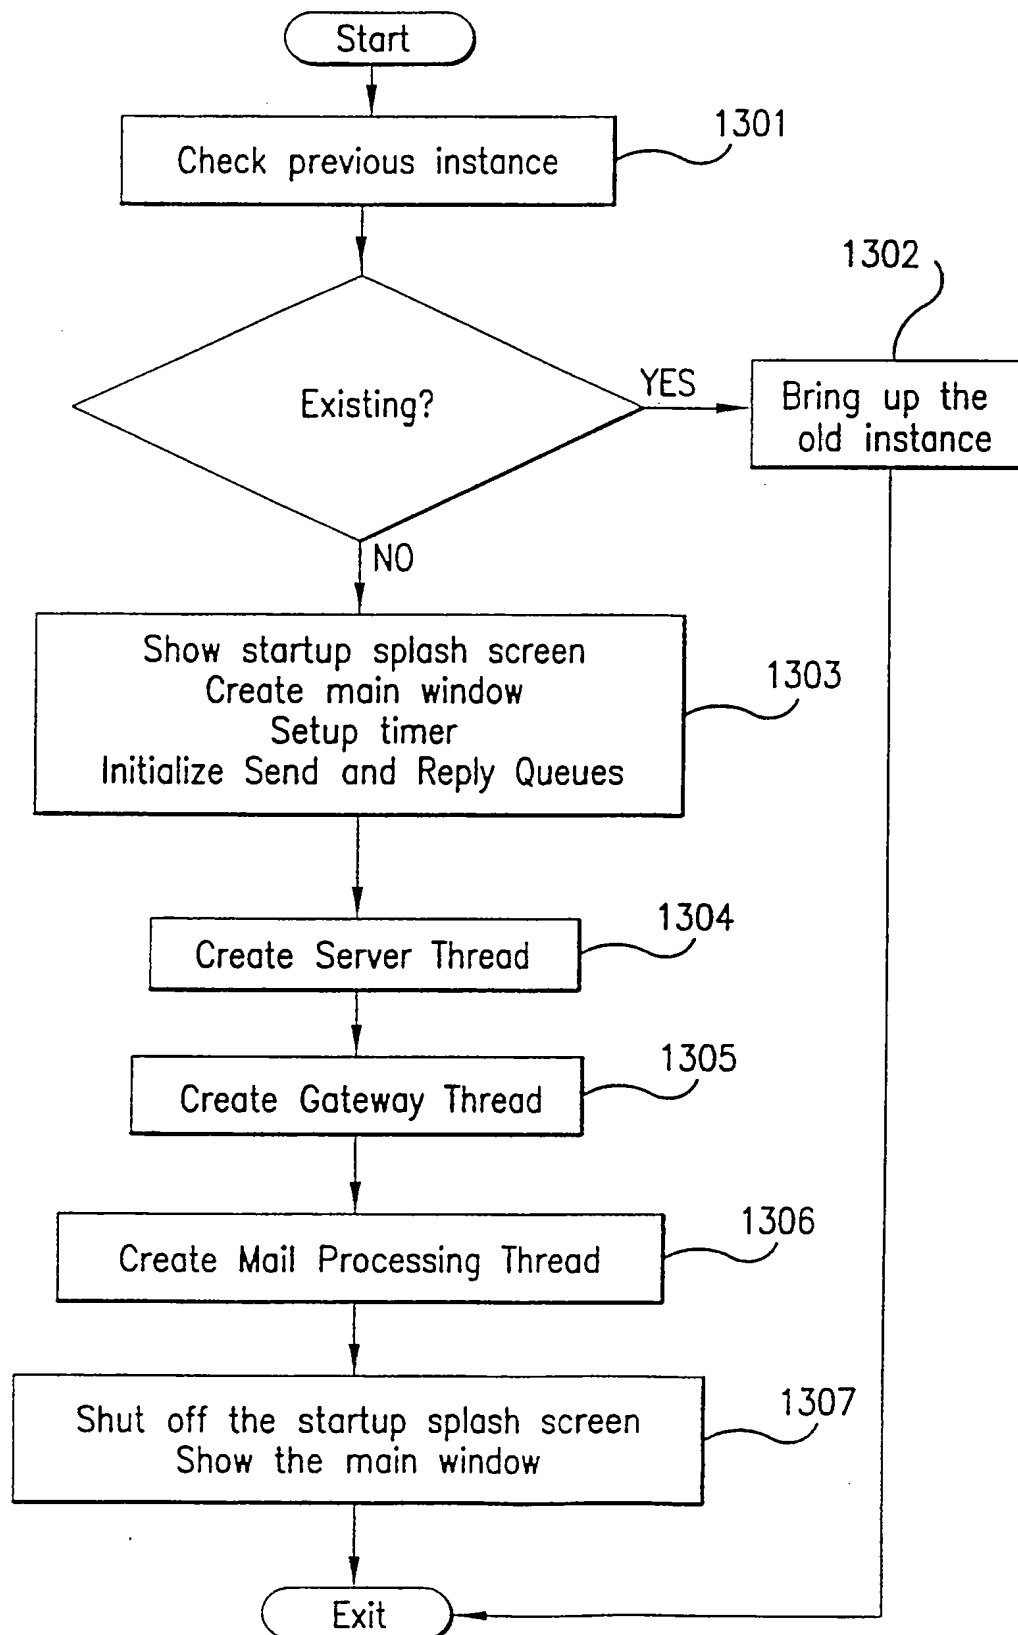 Start
Check previous instance
1301
Existing?
YES
1302
Bring up the
old instance
NO
Show startup splash screen
Create main window
Setup timer
Initialize Send and Reply Queues
1303
Create Server Thread
1304
Create Gateway Thread
1305
Create Mail Processing Thread
1306
Shut off the startup splash screen
Show the main window
1307
Exit